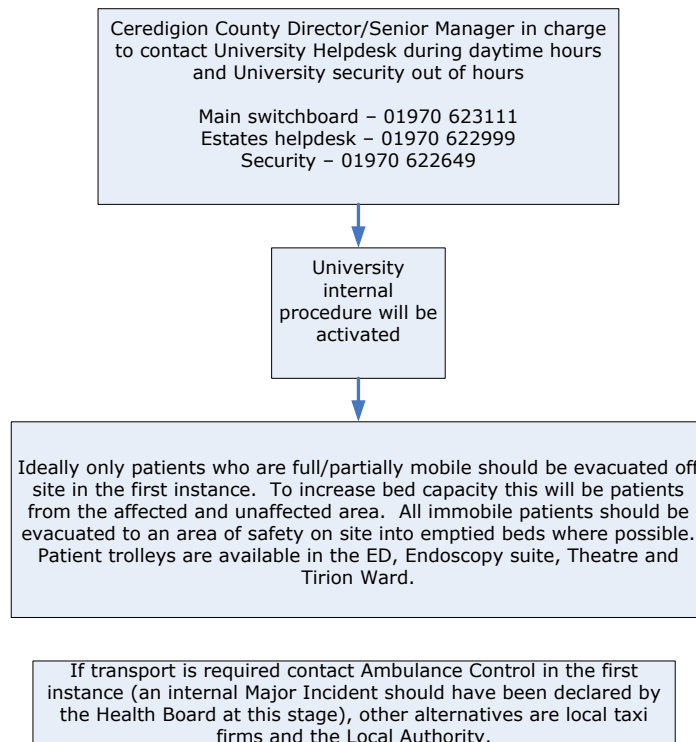 Ceredigion County Director/Senior Manager in charge
to contact University Helpdesk during daytime hours
and University security out of hours
Main switchboard – 01970 623111
Estates helpdesk – 01970 622999
Security – 01970 622649
University
internal
procedure will be
activated
Ideally only patients who are full/partially mobile should be evacuated off
site in the first instance.  To increase bed capacity this will be patients
from the affected and unaffected area.  All immobile patients should be
evacuated to an area of safety on site into emptied beds where possible.
Patient trolleys are available in the ED, Endoscopy suite, Theatre and
Tirion Ward.
If transport is required contact Ambulance Control in the first
instance (an internal Major Incident should have been declared by
the Health Board at this stage), other alternatives are local taxi
firms and the Local Authority.